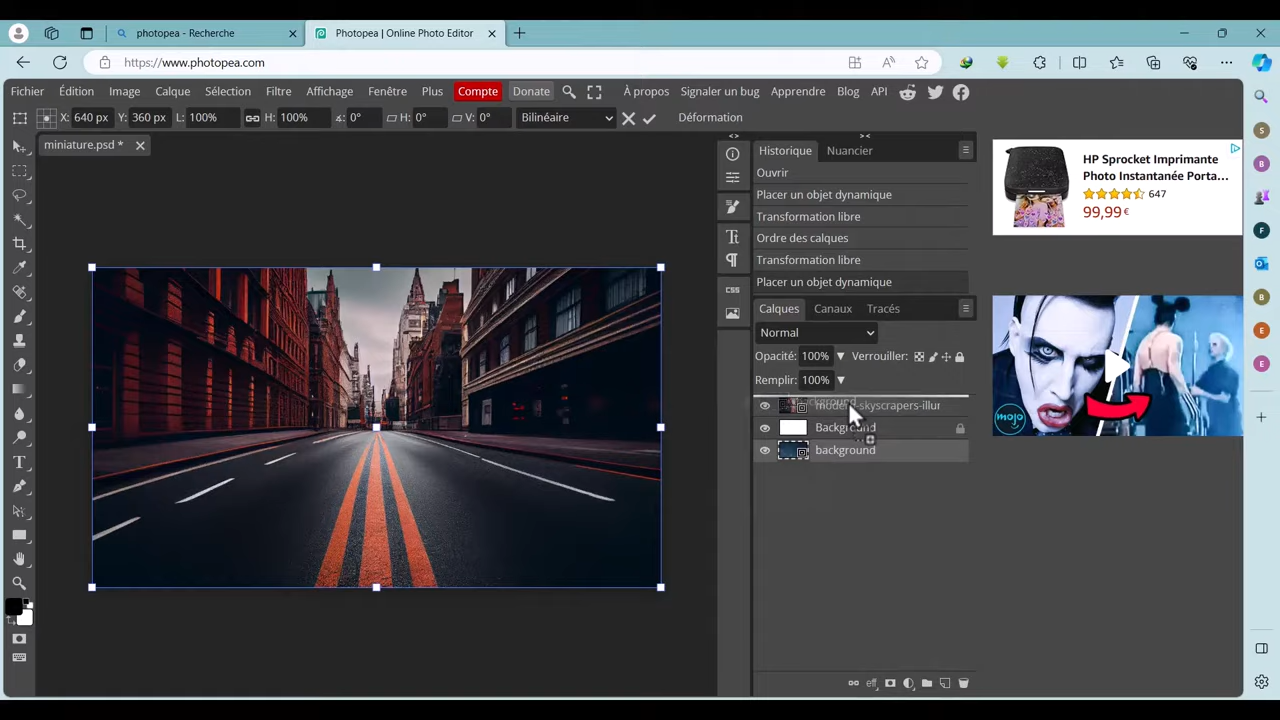 photopea - Recherche
Photopea | Online Photo Editor
https://www.photopea.com
Fichier Édition Image Calque Sélection Filtre Affichage Fenêtre Plus Compte Donate À propos Signaler un bug Apprendre Blog API
X: 640 px Y: 360 px L: 100% H: 100% ∡: 0° H: 0° V: 0° Bilinéaire Déformation
miniature.psd *
Historique Nuancier
Ouvrir
Placer un objet dynamique
Transformation libre
Ordre des calques
Transformation libre
Placer un objet dynamique
Calques Canaux Tracés
Normal
Opacité: 100% Verrouiller:
Remplir: 100%
background
skyscrapers-illur
Background
background
eff
css
HP Sprocket Imprimante
Photo Instantanée Porta...
647
99,99€
mojo
S
B
F
B
E
E